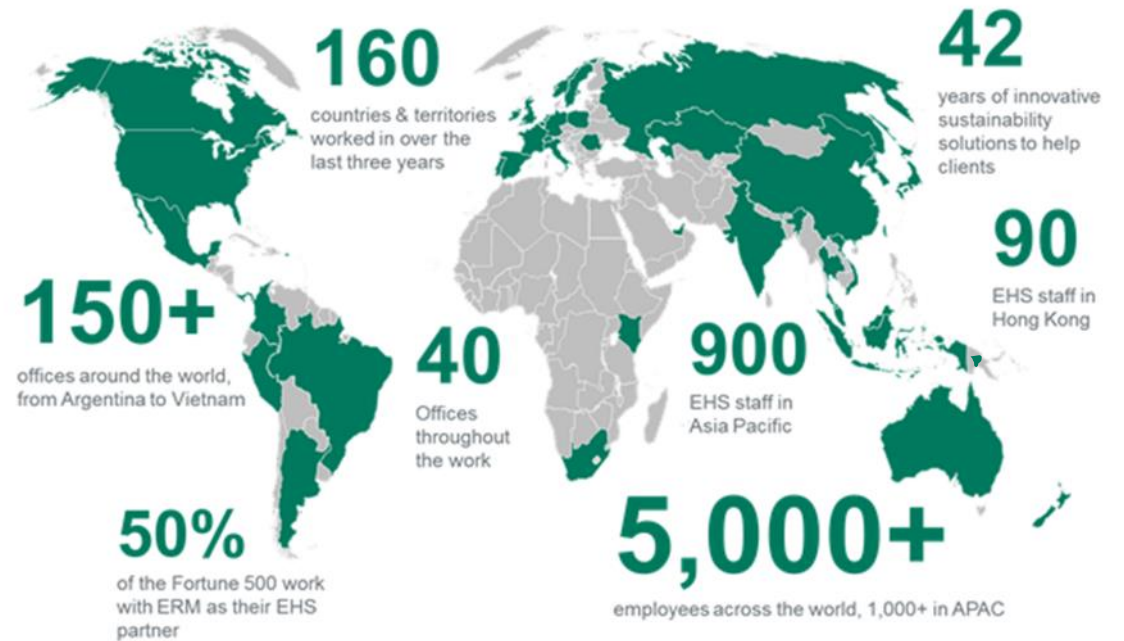 160
countries & territories
worked in over the
last three years
42
years of innovative
sustainability
solutions to help
clients
90
EHS staff in
Hong Kong
150+
offices around the world,
from Argentina to Vietnam
40
Offices
throughout
the work
900
EHS staff in
Asia Pacific
50%
of the Fortune 500 work
with ERM as their EHS
partner
5,000+
employees across the world, 1,000+ in APAC